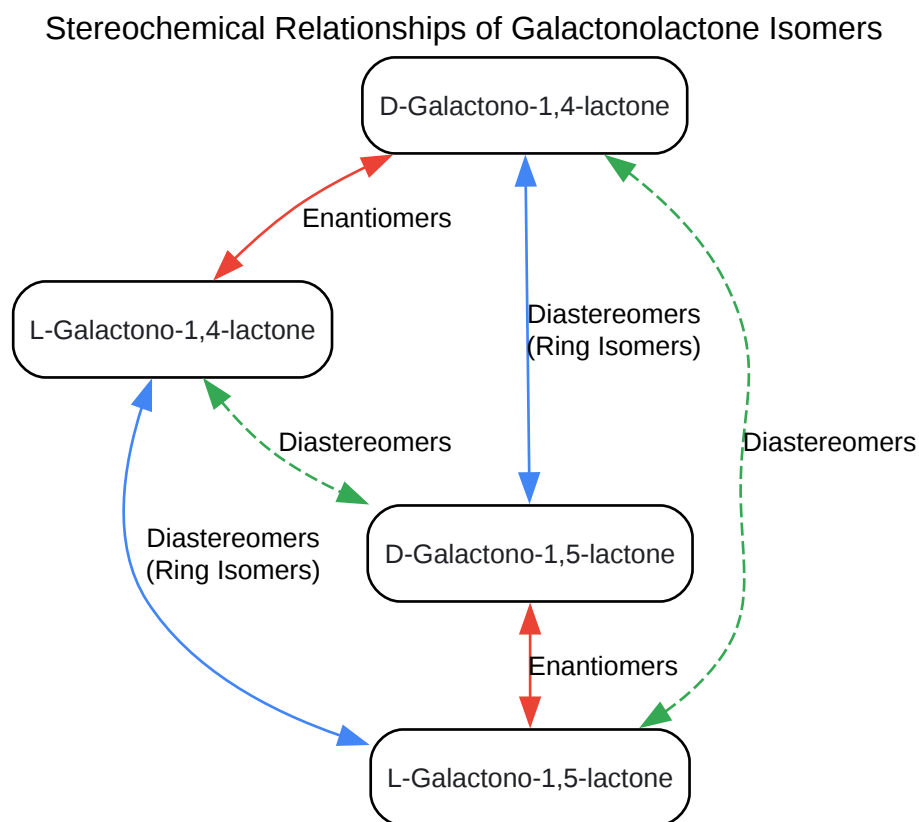 Stereochemical Relationships of Galactonolactone Isomers
D-Galactono-1,4-lactone
Enantiomers
L-Galactono-1,4-lactone
Diastereomers
(Ring Isomers)
Diastereomers
Diastereomers
Diastereomers
(Ring Isomers)
D-Galactono-1,5-lactone
Enantiomers
L-Galactono-1,5-lactone